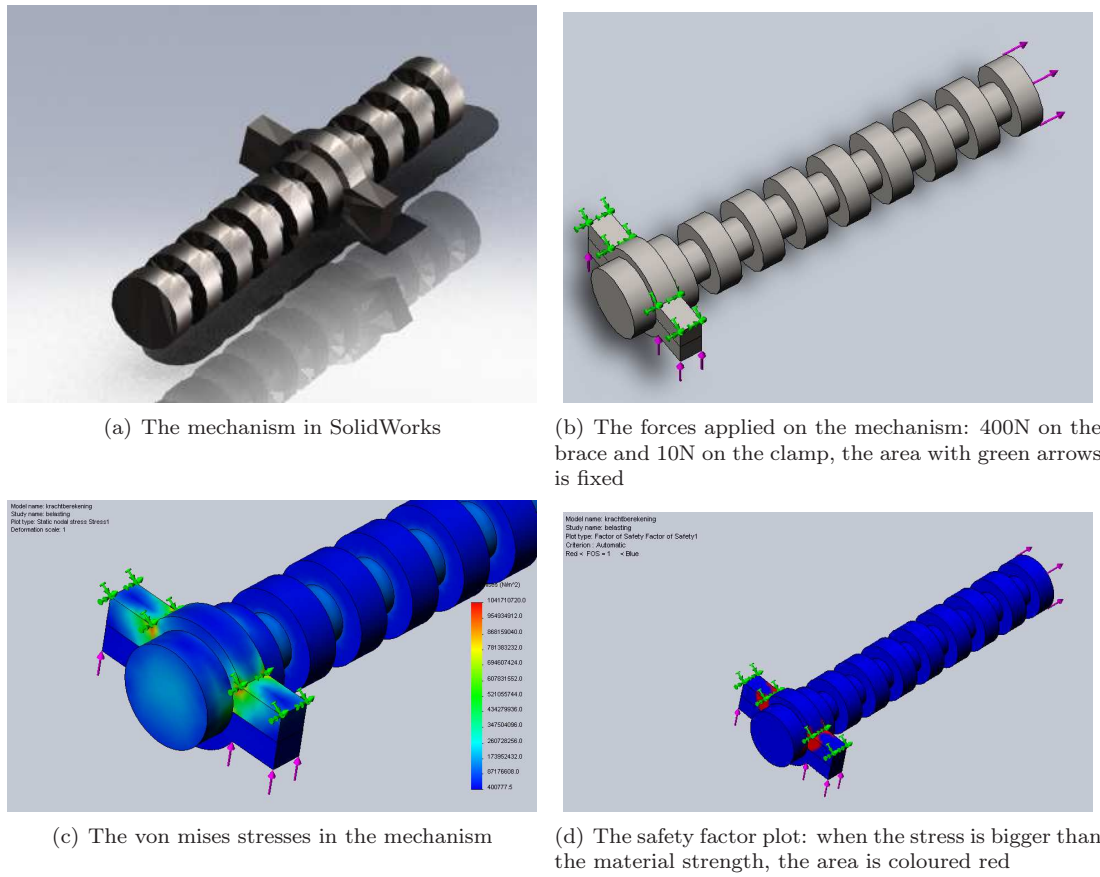 (a) The mechanism in SolidWorks
(b) The forces applied on the mechanism: 400N on the
brace and 10N on the clamp, the area with green arrows
is fixed
Model name: krachtberekening
Study name: belasting
Plot type: Static nodal stress Stress1
Deformation scale: 1
(N/m^2)
1041710720.0
954934912.0
868159040.0
781383232.0
694607424.0
607831552.0
521055744.0
434279936.0
347504096.0
260728256.0
173952432.0
87176608.0
400777.5
(c) The von mises stresses in the mechanism
Model name: krachtberekening
Study name: belasting
Plot type: Factor of Safety Factor of Safety1
Criterion : Automatic
Red < FOS = 1 < Blue
(d) The safety factor plot: when the stress is bigger than
the material strength, the area is coloured red